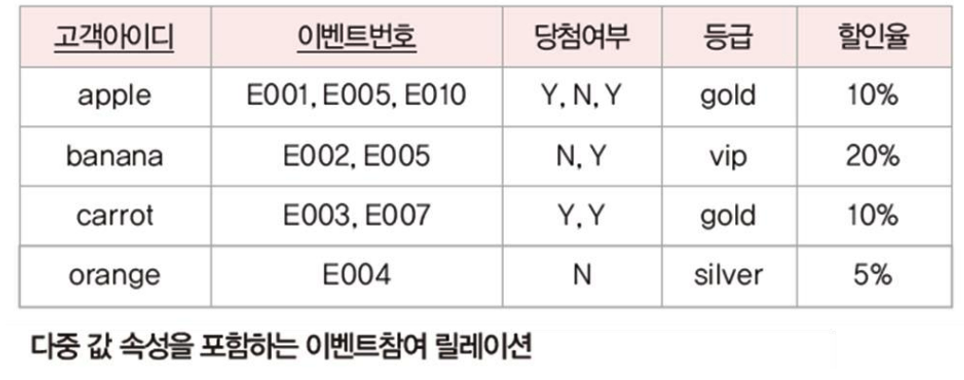 고객아이디 이벤트번호 당첨여부 등급 할인율
apple E001, E005, E010 Y, N, Y gold 10%
banana E002, E005 N, Y vip 20%
carrot E003, E007 Y, Y gold 10%
orange E004 N silver 5%
다중 값 속성을 포함하는 이벤트참여 릴레이션